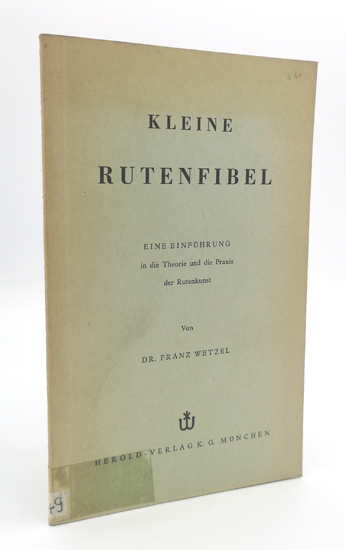 KLEINE
RUTENFIBEL
EINE EINFÜHRUNG
in die Theorie und die Praxis
der Rutenkunst
Von
DR. FRANZ WETZEL
HEROLD-VERLAG K. G. MÜNCHEN